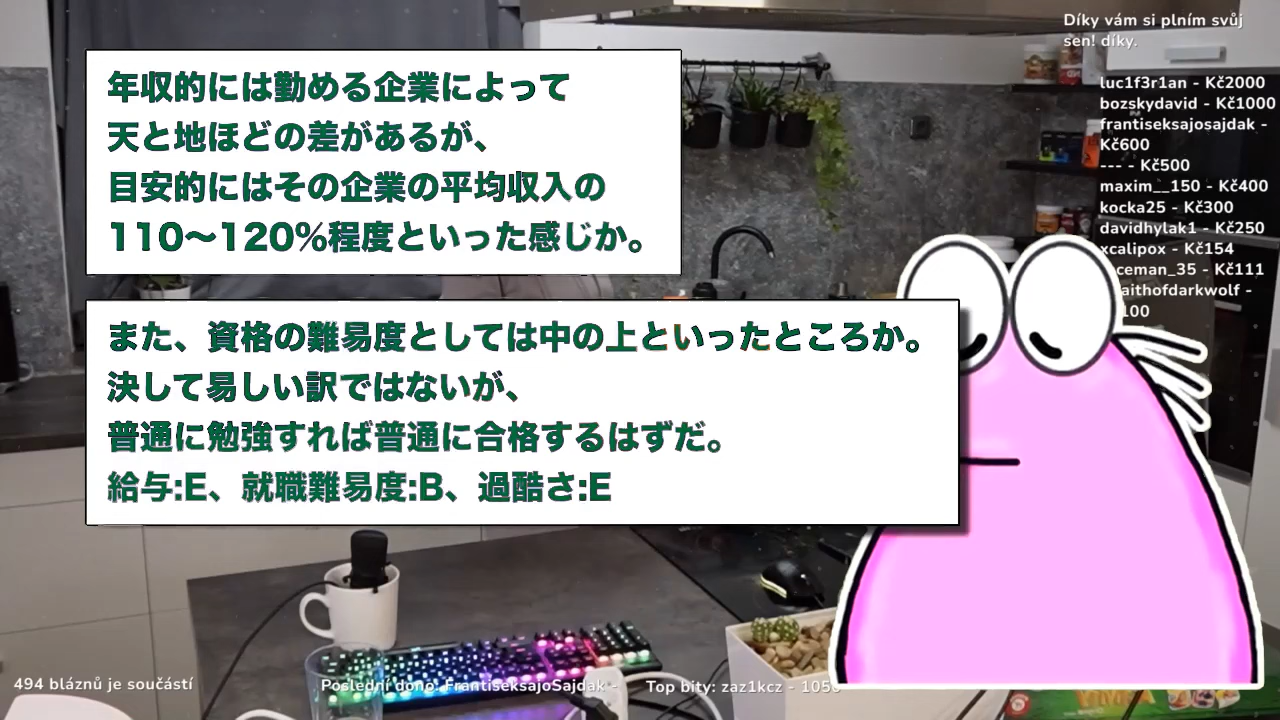 Díky vám si plním svůj
sen! díky.
luc1f3r1an - Kč2000
bozskydavid - Kč1000
frantiseksajosajdak -
Kč600
--- - Kč500
maxim__150 - Kč400
kocka25 - Kč300
davidhylak1 - Kč250
xcalipox - Kč154
- Kč111
年収的には勤める企業によって
天と地ほどの差があるが、
目安的にはその企業の平均収入の
110〜120%程度といった感じか。
また、資格の難易度としては中の上といったところか。
決して易しい訳ではないが、
普通に勉強すれば普通に合格するはずだ。
給与:E、就職難易度:B、過酷さ:E
494 bláznů je součástí
Poslední dono: FrantiseksajoSajdak -
Top bity: zaz1kcz - 1050